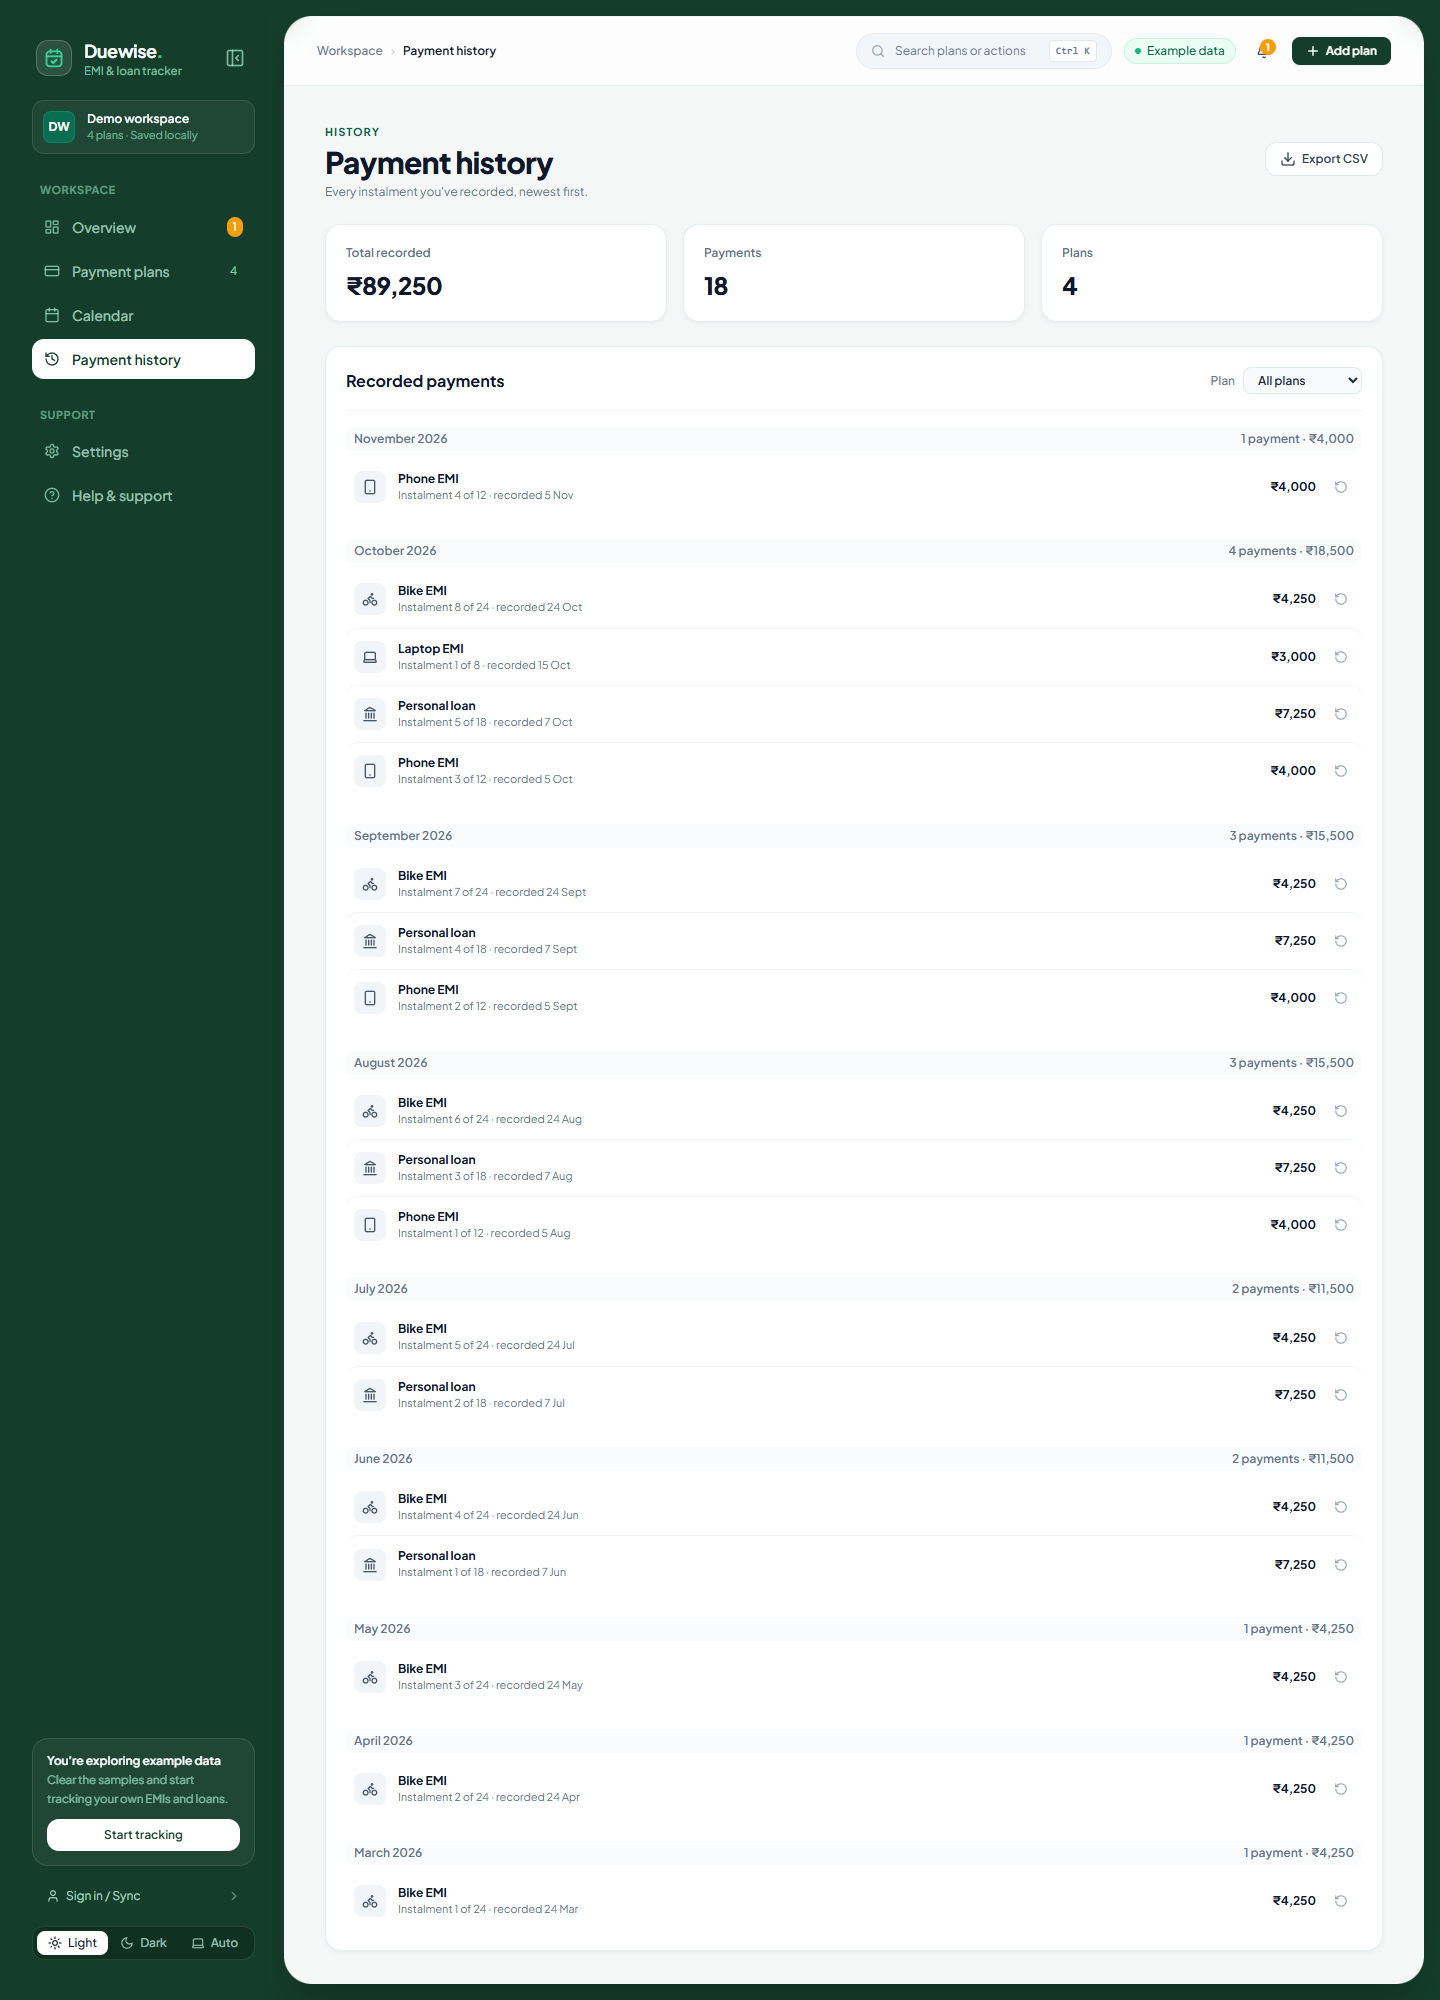 Duewise.
EMI & loan tracker
DW
Demo workspace
4 plans · Saved locally
WORKSPACE
Overview 1
Payment plans 4
Calendar
Payment history
SUPPORT
Settings
Help & support
You're exploring example data
Clear the samples and start
tracking your own EMIs and loans.
Start tracking
Sign in / Sync
Light Dark Auto
Workspace › Payment history
Search plans or actions Ctrl K
Example data
1
Add plan
HISTORY
Payment history
Every instalment you've recorded, newest first.
Export CSV
Total recorded
₹89,250
Payments
18
Plans
4
Recorded payments
Plan All plans
November 2026 1 payment · ₹4,000
Phone EMI
Instalment 4 of 12 · recorded 5 Nov
₹4,000
October 2026 4 payments · ₹18,500
Bike EMI
Instalment 8 of 24 · recorded 24 Oct
₹4,250
Laptop EMI
Instalment 1 of 8 · recorded 15 Oct
₹3,000
Personal loan
Instalment 5 of 18 · recorded 7 Oct
₹7,250
Phone EMI
Instalment 3 of 12 · recorded 5 Oct
₹4,000
September 2026 3 payments · ₹15,500
Bike EMI
Instalment 7 of 24 · recorded 24 Sept
₹4,250
Personal loan
Instalment 4 of 18 · recorded 7 Sept
₹7,250
Phone EMI
Instalment 2 of 12 · recorded 5 Sept
₹4,000
August 2026 3 payments · ₹15,500
Bike EMI
Instalment 6 of 24 · recorded 24 Aug
₹4,250
Personal loan
Instalment 3 of 18 · recorded 7 Aug
₹7,250
Phone EMI
Instalment 1 of 12 · recorded 5 Aug
₹4,000
July 2026 2 payments · ₹11,500
Bike EMI
Instalment 5 of 24 · recorded 24 Jul
₹4,250
Personal loan
Instalment 2 of 18 · recorded 7 Jul
₹7,250
June 2026 2 payments · ₹11,500
Bike EMI
Instalment 4 of 24 · recorded 24 Jun
₹4,250
Personal loan
Instalment 1 of 18 · recorded 7 Jun
₹7,250
May 2026 1 payment · ₹4,250
Bike EMI
Instalment 3 of 24 · recorded 24 May
₹4,250
April 2026 1 payment · ₹4,250
Bike EMI
Instalment 2 of 24 · recorded 24 Apr
₹4,250
March 2026 1 payment · ₹4,250
Bike EMI
Instalment 1 of 24 · recorded 24 Mar
₹4,250